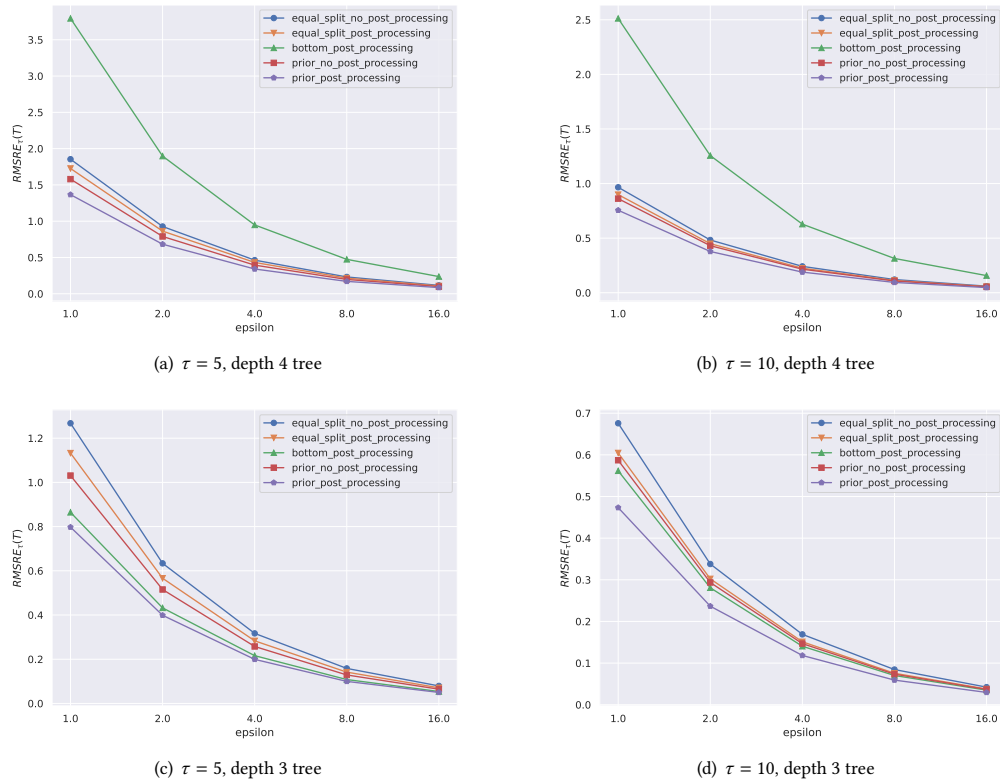 equal_split_no_post_processing
equal_split_post_processing
bottom_post_processing
prior_no_post_processing
prior_post_processing
3.5
3.0
2.5
2.0
1.5
1.0
0.5
0.0
RMSRE_τ(T)
1.0 2.0 4.0 8.0 16.0
epsilon
(a) τ = 5, depth 4 tree
equal_split_no_post_processing
equal_split_post_processing
bottom_post_processing
prior_no_post_processing
prior_post_processing
2.5
2.0
1.5
1.0
0.5
0.0
RMSRE_τ(T)
1.0 2.0 4.0 8.0 16.0
epsilon
(b) τ = 10, depth 4 tree
equal_split_no_post_processing
equal_split_post_processing
bottom_post_processing
prior_no_post_processing
prior_post_processing
1.2
1.0
0.8
0.6
0.4
0.2
0.0
RMSRE_τ(T)
1.0 2.0 4.0 8.0 16.0
epsilon
(c) τ = 5, depth 3 tree
equal_split_no_post_processing
equal_split_post_processing
bottom_post_processing
prior_no_post_processing
prior_post_processing
0.7
0.6
0.5
0.4
0.3
0.2
0.1
0.0
RMSRE_τ(T)
1.0 2.0 4.0 8.0 16.0
epsilon
(d) τ = 10, depth 3 tree